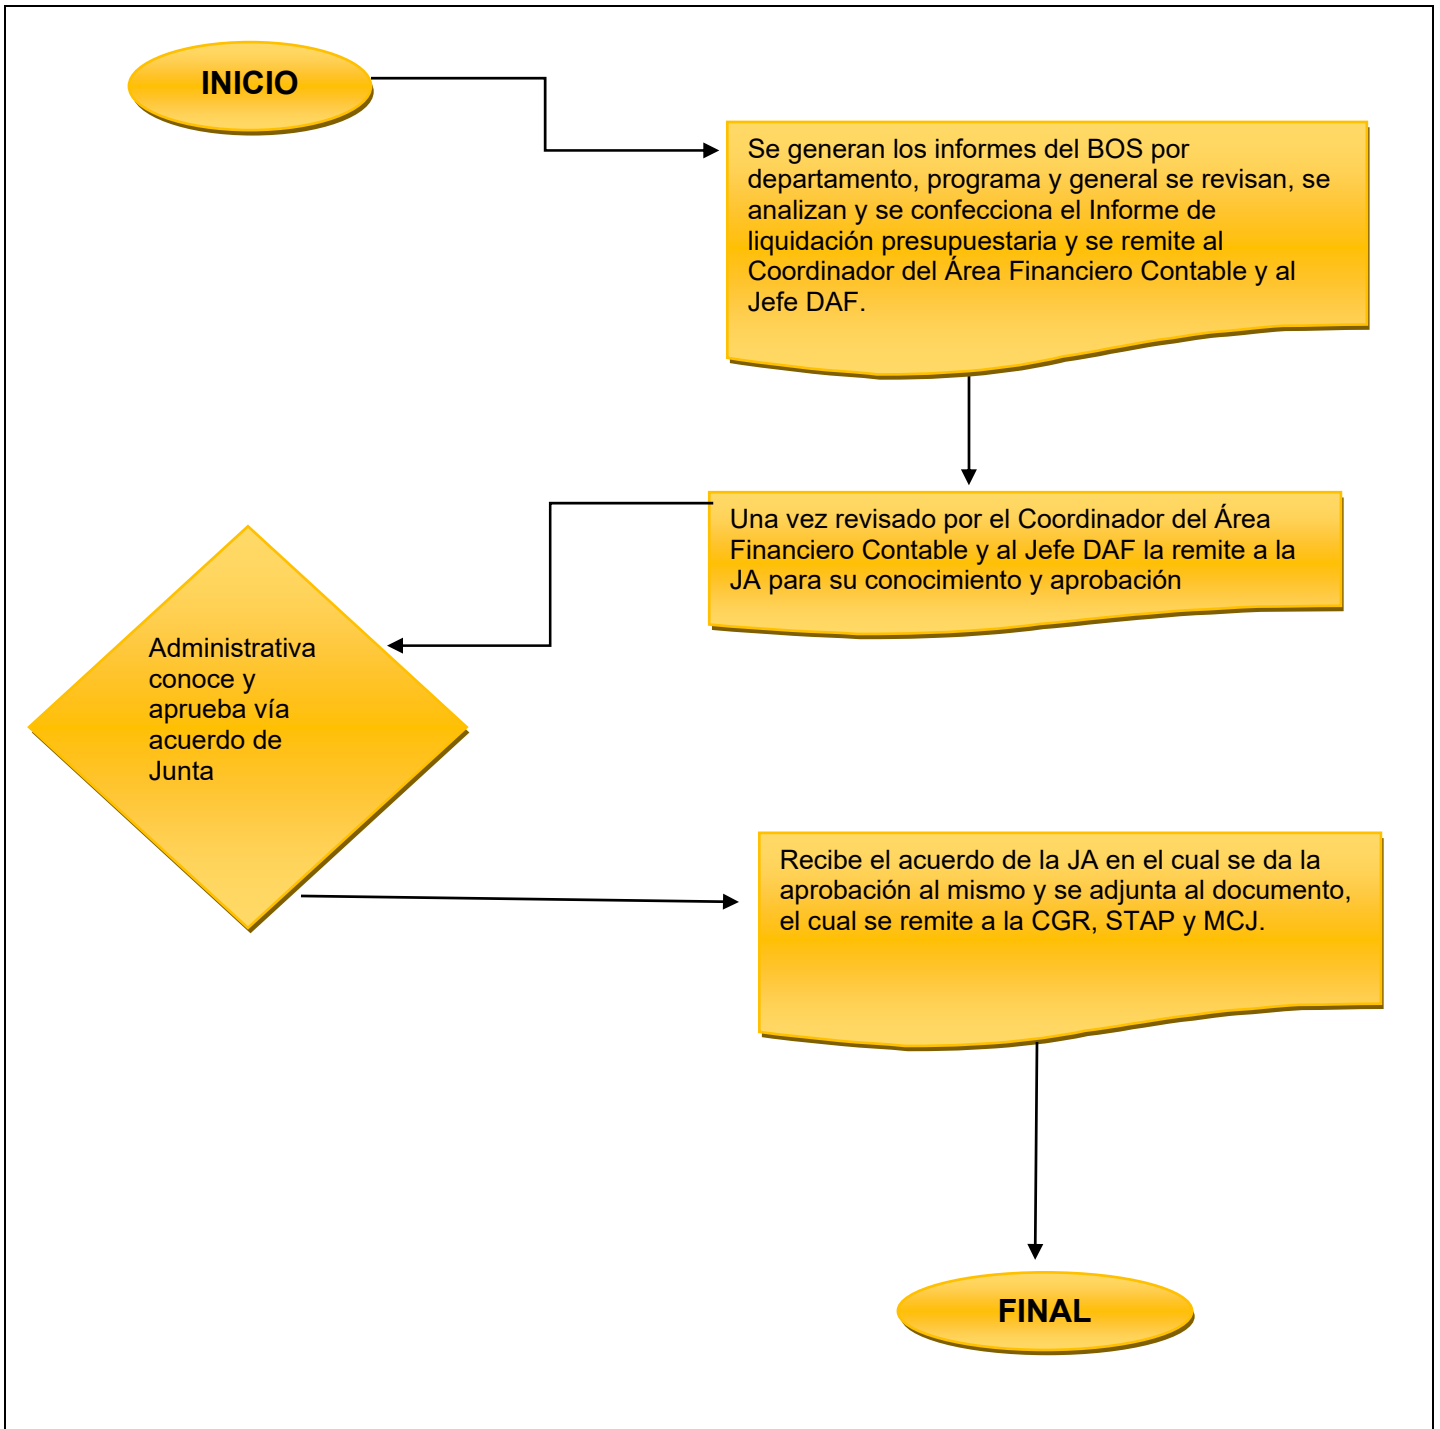 INICIO
Se generan los informes del BOS por
departamento, programa y general se revisan, se
analizan y se confecciona el Informe de
liquidación presupuestaria y se remite al
Coordinador del Área Financiero Contable y al
Jefe DAF.
Una vez revisado por el Coordinador del Área
Financiero Contable y al Jefe DAF la remite a la
JA para su conocimiento y aprobación
Administrativa
conoce y
aprueba vía
acuerdo de
Junta
Recibe el acuerdo de la JA en el cual se da la
aprobación al mismo y se adjunta al documento,
el cual se remite a la CGR, STAP y MCJ.
FINAL